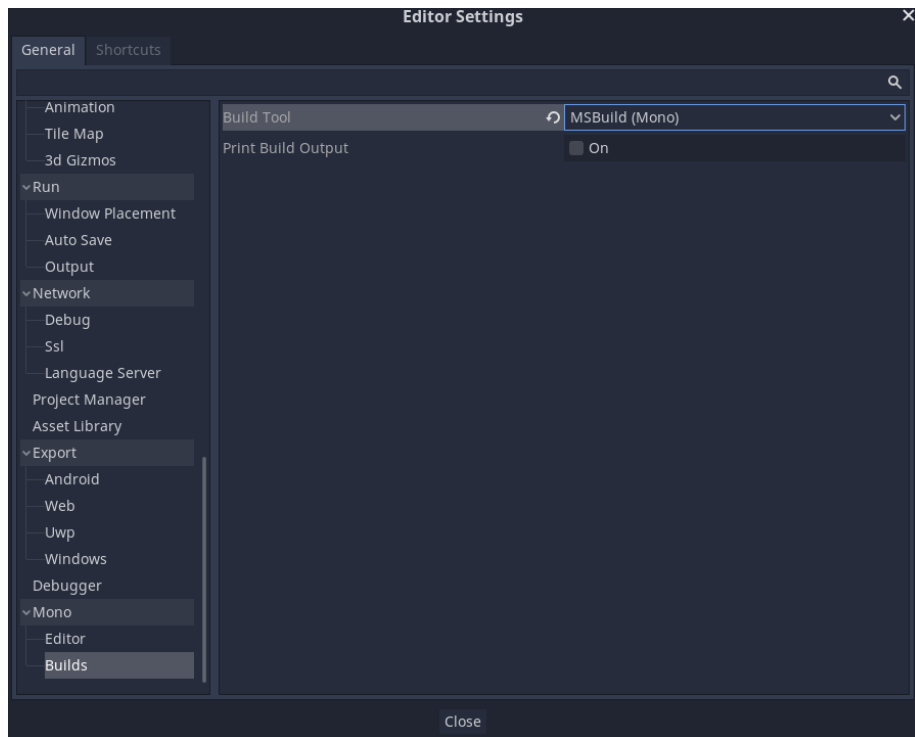 Editor Settings
General Shortcuts
Animation
Tile Map
3d Gizmos
Run
Window Placement
Auto Save
Output
Network
Debug
Ssl
Language Server
Project Manager
Asset Library
Export
Android
Web
Uwp
Windows
Debugger
Mono
Editor
Builds
Build Tool MSBuild (Mono)
Print Build Output On
Close